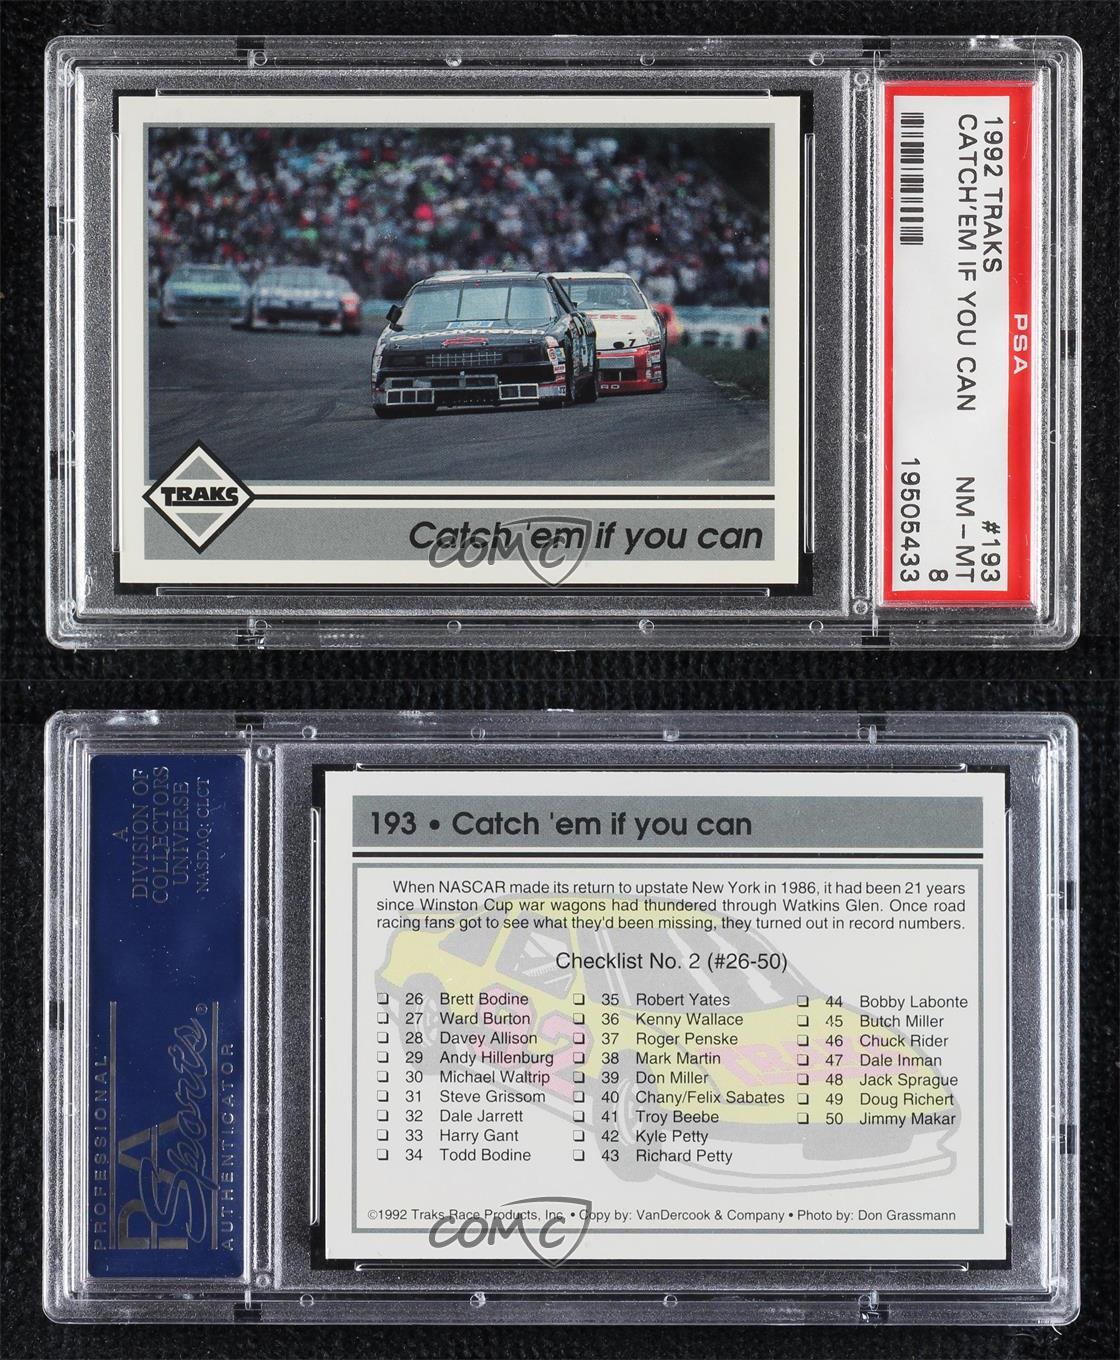 PSA
1992 TRAKS
#193
CATCH'EM IF YOU CAN
NM - MT
8
19505433
GOODWRENCH
7
TRAKS
Catch 'em if you can
COMC
A
DIVISION OF
COLLECTORS
UNIVERSE
NASDAQ: CLCT
PROFESSIONAL
PSA
Sports®
AUTHENTICATOR
193 • Catch 'em if you can
When NASCAR made its return to upstate New York in 1986, it had been 21 years
since Winston Cup war wagons had thundered through Watkins Glen. Once road
racing fans got to see what they'd been missing, they turned out in record numbers.
Checklist No. 2 (#26-50)
❏ 26 Brett Bodine
❏ 27 Ward Burton
❏ 28 Davey Allison
❏ 29 Andy Hillenburg
❏ 30 Michael Waltrip
❏ 31 Steve Grissom
❏ 32 Dale Jarrett
❏ 33 Harry Gant
❏ 34 Todd Bodine
❏ 35 Robert Yates
❏ 36 Kenny Wallace
❏ 37 Roger Penske
❏ 38 Mark Martin
❏ 39 Don Miller
❏ 40 Chany/Felix Sabates
❏ 41 Troy Beebe
❏ 42 Kyle Petty
❏ 43 Richard Petty
❏ 44 Bobby Labonte
❏ 45 Butch Miller
❏ 46 Chuck Rider
❏ 47 Dale Innan
❏ 48 Jack Sprague
❏ 49 Doug Richert
❏ 50 Jimmy Makar
92
©1992 Traks Race Products, Inc. • Copy by: VanDercook & Company • Photo by: Don Grassmann
COMC